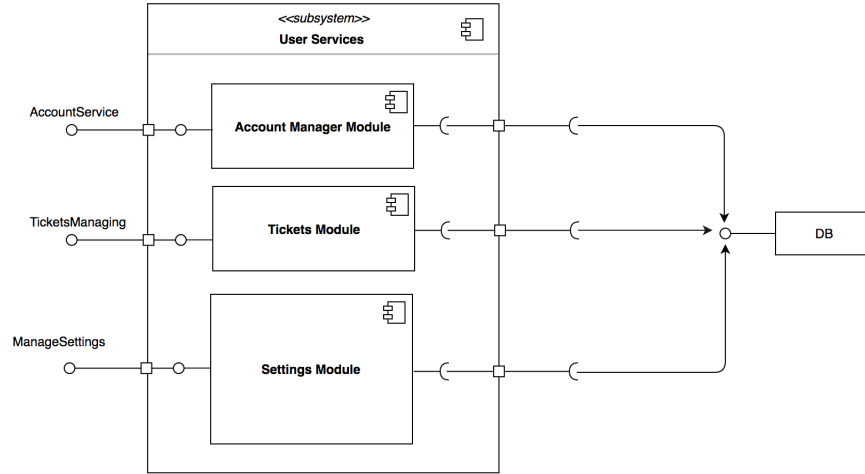 <<subsystem>>
User Services
AccountService
Account Manager Module
TicketsManaging
Tickets Module
DB
ManageSettings
Settings Module